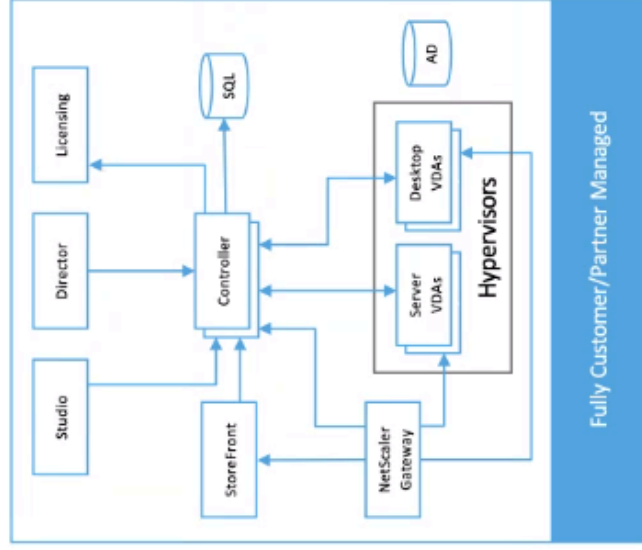 Studio
Director
Licensing
StoreFront
Controller
SQL
NetScaler
Gateway
Server
VDAs
Desktop
VDAs
Hypervisors
AD
Fully Customer/Partner Managed